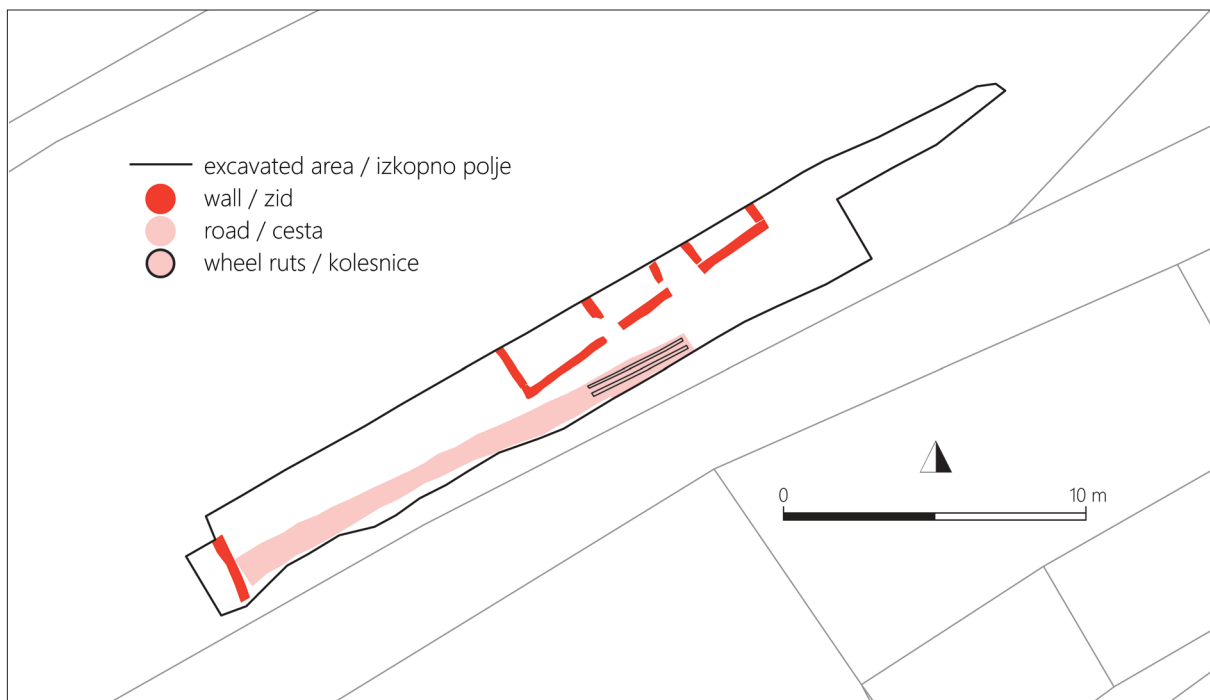 excavated area / izkopno polje
wall / zid
road / cesta
wheel ruts / kolesnice
0 10 m